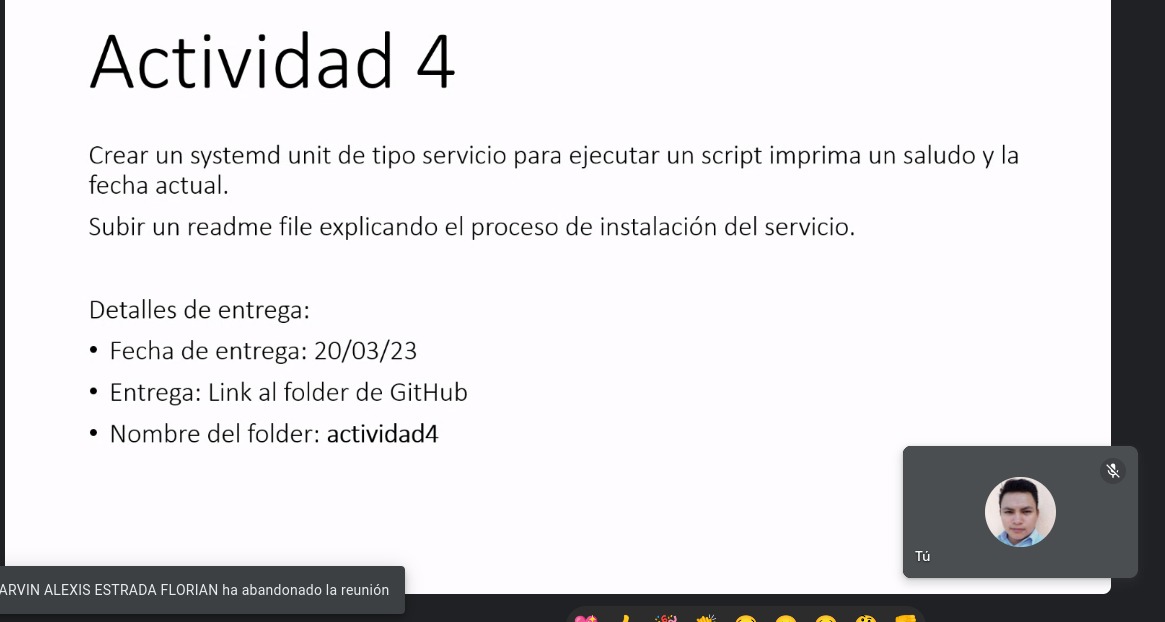 Actividad 4
Crear un systemd unit de tipo servicio para ejecutar un script imprima un saludo y la
fecha actual.
Subir un readme file explicando el proceso de instalación del servicio.
Detalles de entrega:
• Fecha de entrega: 20/03/23
• Entrega: Link al folder de GitHub
• Nombre del folder: actividad4
Tú
ARVIN ALEXIS ESTRADA FLORIAN ha abandonado la reunión